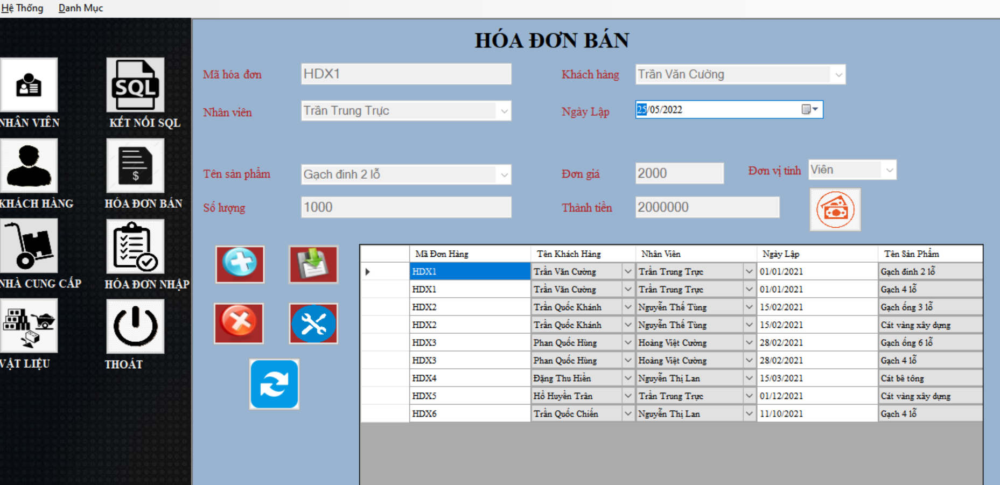 Hệ Thống Danh Mục
HÓA ĐƠN BÁN
Mã hóa đơn HDX1 Khách hàng Trần Văn Cường
Nhân viên Trần Trung Trực Ngày Lập 25/05/2022
Tên sản phẩm Gạch đinh 2 lỗ Đơn giá 2000 Đơn vị tính Viên
Số lượng 1000 Thành tiền 2000000
SQL
NHÂN VIÊN KẾT NỐI SQL
$
KHÁCH HÀNG HÓA ĐƠN BÁN
NHÀ CUNG CẤP HÓA ĐƠN NHẬP
VẬT LIỆU THOÁT
Mã Đơn Hàng Tên Khách Hàng Nhân Viên Ngày Lập Tên Sản Phẩm
HDX1 Trần Văn Cường Trần Trung Trực 01/01/2021 Gạch đinh 2 lỗ
HDX1 Trần Văn Cường Trần Trung Trực 01/01/2021 Gạch 4 lỗ
HDX2 Trần Quốc Khánh Nguyễn Thế Tùng 15/02/2021 Gạch ống 3 lỗ
HDX2 Trần Quốc Khánh Nguyễn Thế Tùng 15/02/2021 Cát vàng xây dựng
HDX3 Phan Quốc Hùng Hoàng Việt Cường 28/02/2021 Gạch ống 6 lỗ
HDX3 Phan Quốc Hùng Hoàng Việt Cường 28/02/2021 Gạch 4 lỗ
HDX4 Đặng Thu Hiền Nguyễn Thị Lan 15/03/2021 Cát bê tông
HDX5 Hồ Huyền Trân Trần Trung Trực 01/12/2021 Cát vàng xây dựng
HDX6 Trần Quốc Chiến Nguyễn Thị Lan 11/10/2021 Gạch 4 lỗ